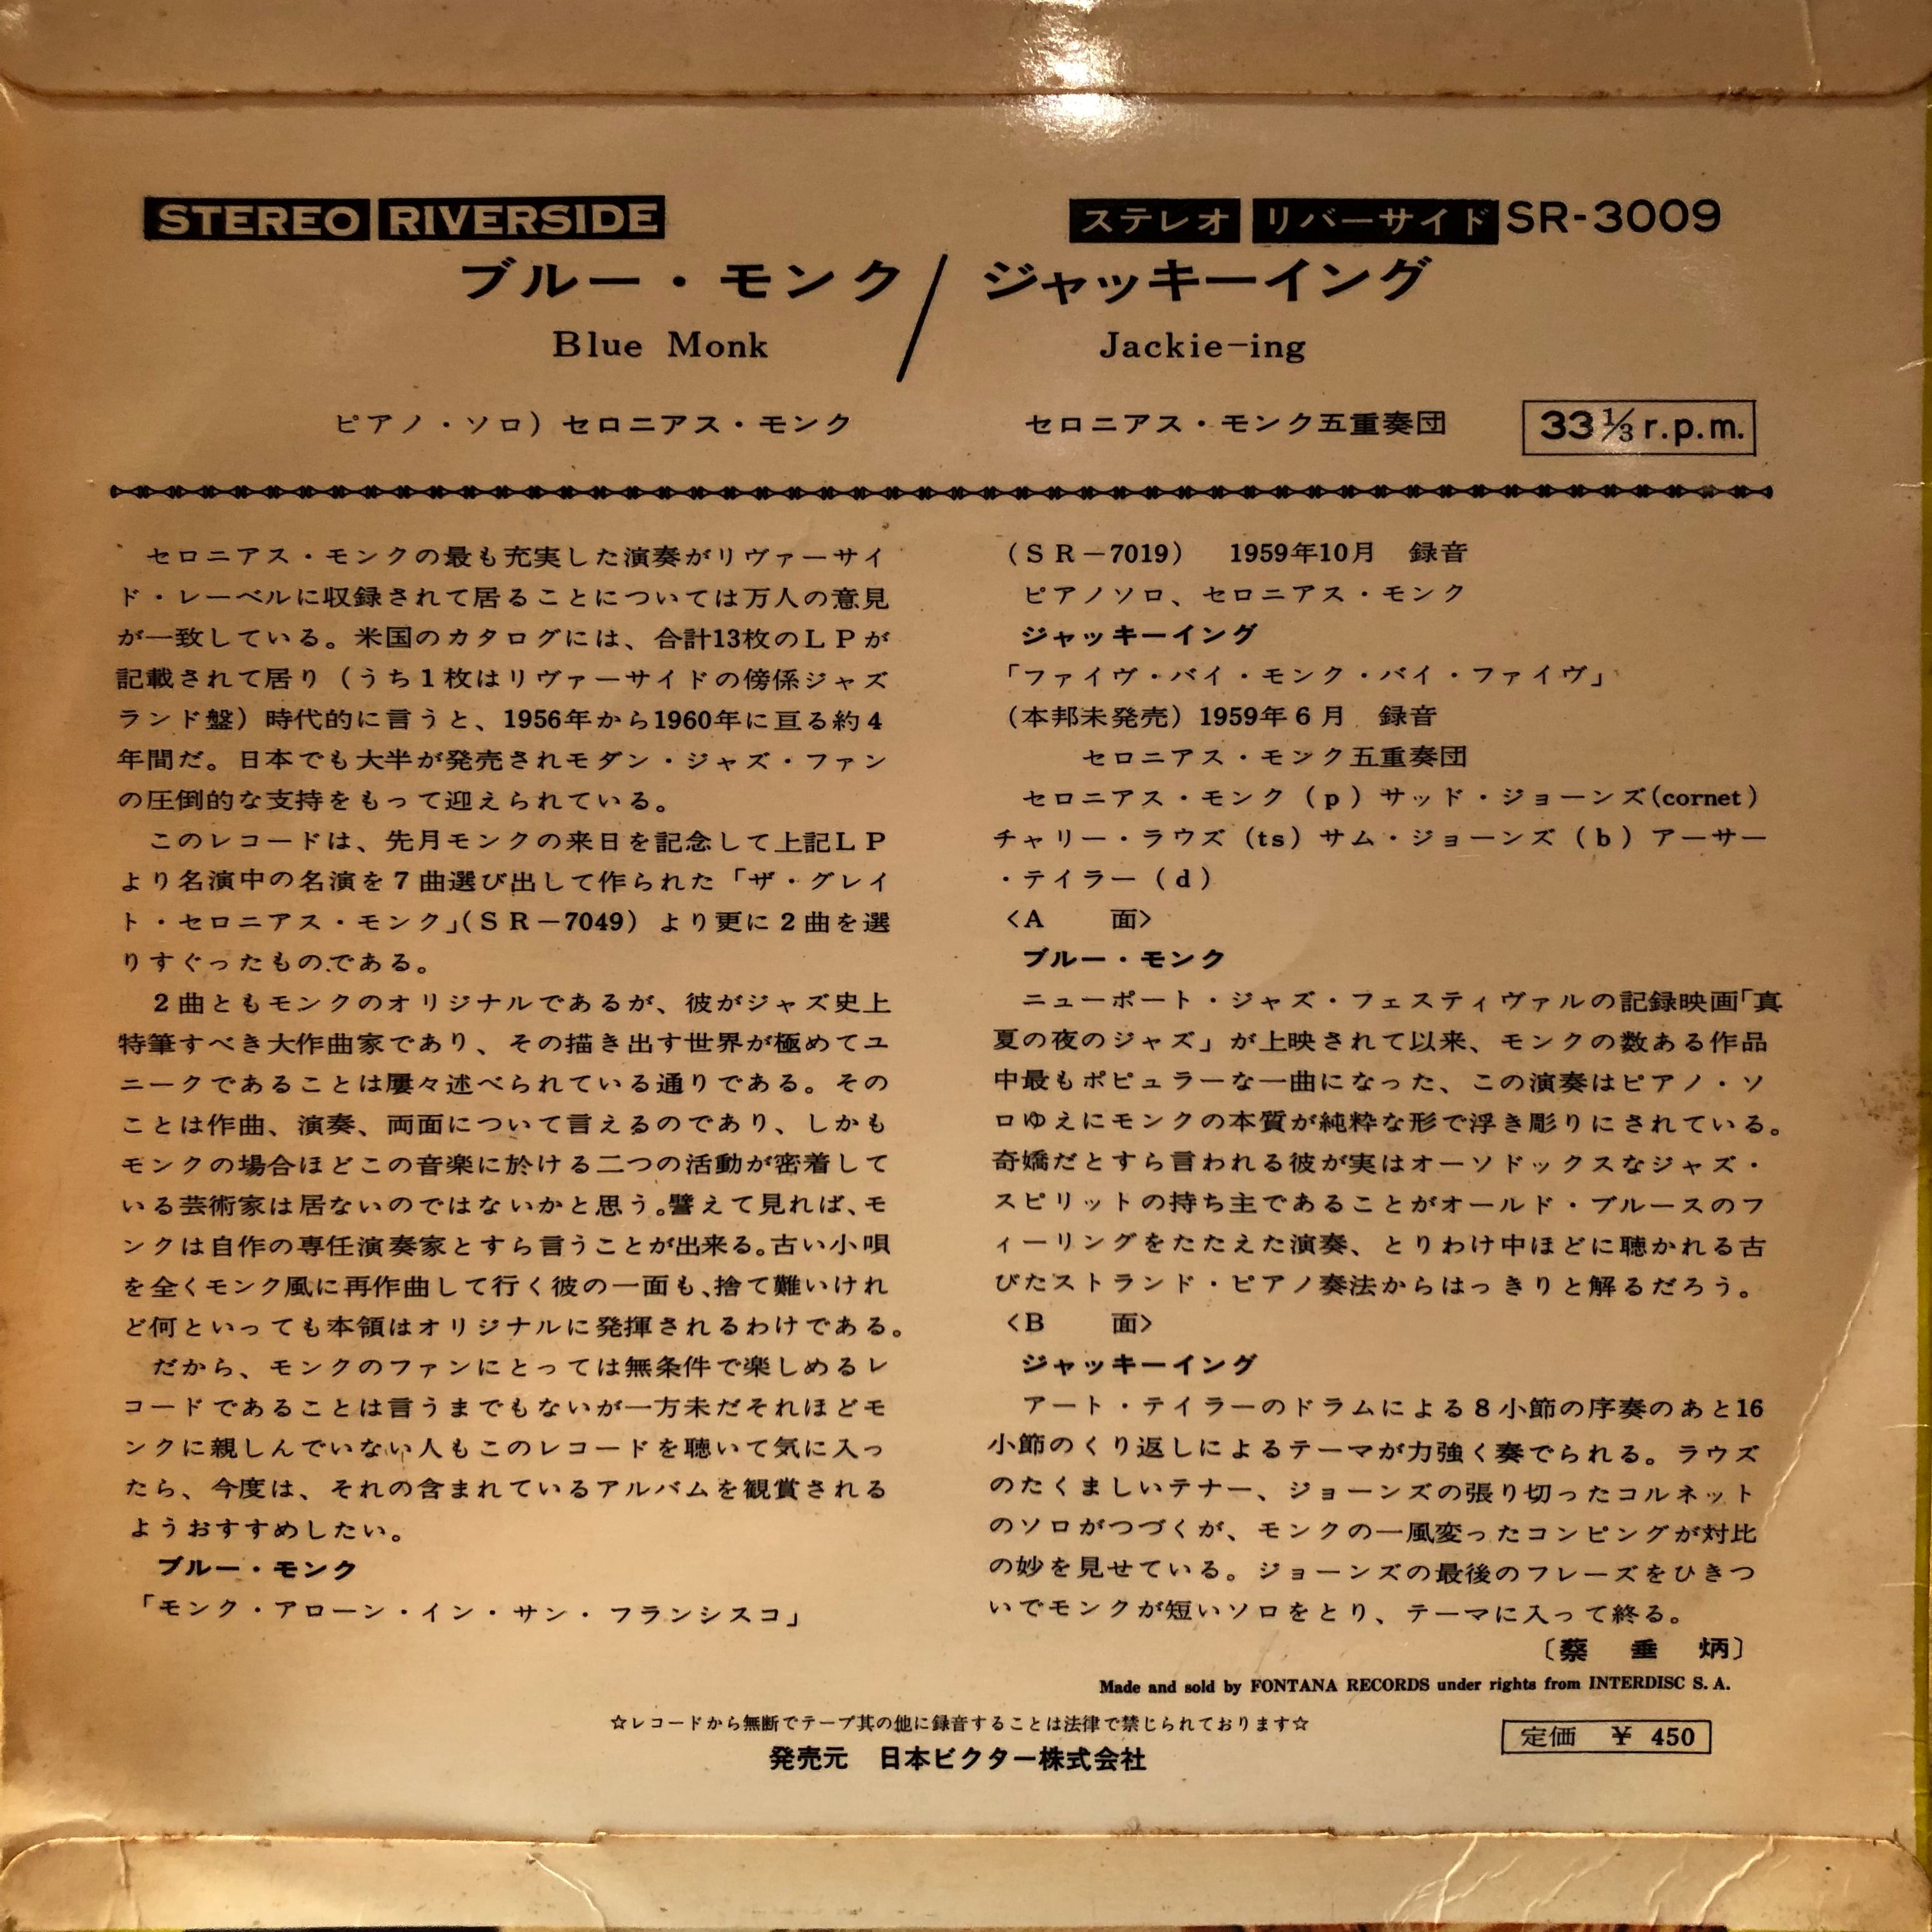 STEREO RIVERSIDE
ステレオ リバーサイド SR-3009
ブルー・モンク / ジャッキーイング
Blue Monk
Jackie-ing
ピアノ・ソロ）セロニアス・モンク
セロニアス・モンク五重奏団
33 1/3 r.p.m.
セロニアス・モンクの最も充実した演奏がリヴァーサイ
ド・レーベルに収録されて居ることについては万人の意見
が一致している。米国のカタログには、合計13枚のＬＰが
記載されて居り（うち１枚はリヴァーサイドの傍係ジャズ
ランド盤）時代的に言うと、1956年から1960年に亘る約４
年間だ。日本でも大半が発売されモダン・ジャズ・ファン
の圧倒的な支持をもって迎えられている。
このレコードは、先月モンクの来日を記念して上記ＬＰ
より名演中の名演を７曲選び出して作られた「ザ・グレイ
ト・セロニアス・モンク」（ＳＲ－7049）より更に２曲を選
りすぐったものである。
２曲ともモンクのオリジナルであるが、彼がジャズ史上
特筆すべき大作曲家であり、その描き出す世界が極めてユ
ニークであることは屡々述べられている通りである。その
ことは作曲、演奏、両面について言えるのであり、しかも
モンクの場合ほどこの音楽に於ける二つの活動が密着して
いる芸術家は居ないのではないかと思う。譬えて見れば、モ
ンクは自作の専任演奏家とすら言うことが出来る。古い小唄
を全くモンク風に再作曲して行く彼の一面も、捨て難いけれ
ど何といっても本領はオリジナルに発揮されるわけである。
だから、モンクのファンにとっては無条件で楽しめるレ
コードであることは言うまでもないが一方未だそれほどモ
ンクに親しんでいない人もこのレコードを聴いて気に入っ
たら、今度は、それの含まれているアルバムを観賞される
ようおすすめしたい。
ブルー・モンク
「モンク・アローン・イン・サン・フランシスコ」
（ＳＲ－7019）　1959年10月　録音
ピアノソロ、セロニアス・モンク
ジャッキーイング
「ファイヴ・バイ・モンク・バイ・ファイヴ」
（本邦未発売）1959年６月　録音
セロニアス・モンク五重奏団
セロニアス・モンク（ｐ）サッド・ジョーンズ（cornet）
チャリー・ラウズ（ts）サム・ジョーンズ（ｂ）アーサー
・テイラー（ｄ）
〈Ａ　　面〉
ブルー・モンク
ニューポート・ジャズ・フェスティヴァルの記録映画「真
夏の夜のジャズ」が上映されて以来、モンクの数ある作品
中最もポピュラーな一曲になった、この演奏はピアノ・ソ
ロゆえにモンクの本質が純粋な形で浮き彫りにされている。
奇嬌だとすら言われる彼が実はオーソドックスなジャズ・
スピリットの持ち主であることがオールド・ブルースのフ
ィーリングをたたえた演奏、とりわけ中ほどに聴かれる古
びたストランド・ピアノ奏法からはっきりと解るだろう。
〈Ｂ　　面〉
ジャッキーイング
アート・テイラーのドラムによる８小節の序奏のあと16
小節のくり返しによるテーマが力強く奏でられる。ラウズ
のたくましいテナー、ジョーンズの張り切ったコルネット
のソロがつづくが、モンクの一風変ったコンピングが対比
の妙を見せている。ジョーンズの最後のフレーズをひきつ
いでモンクが短いソロをとり、テーマに入って終る。
〔蔡　垂　炳〕
Made and sold by FONTANA RECORDS under rights from INTERDISC S. A.
☆レコードから無断でテープ其の他に録音することは法律で禁じられております☆
定価　￥ 450
発売元　日本ビクター株式会社